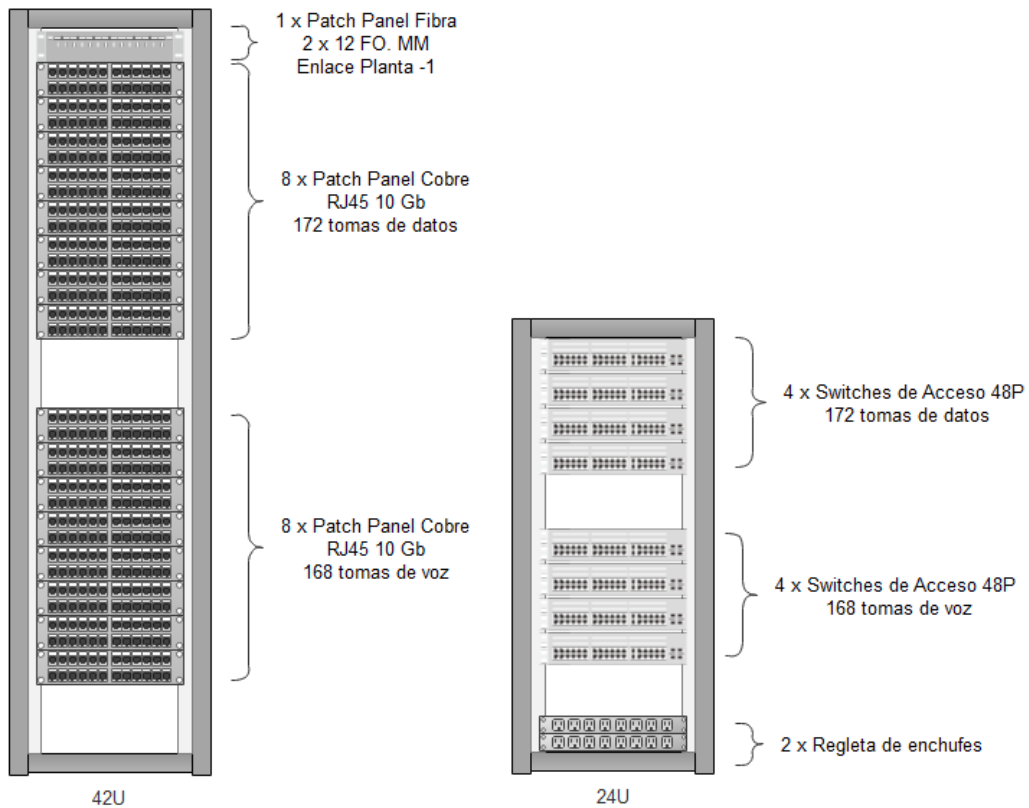 1 x Patch Panel Fibra
2 x 12 FO. MM
Enlace Planta -1
8 x Patch Panel Cobre
RJ45 10 Gb
172 tomas de datos
8 x Patch Panel Cobre
RJ45 10 Gb
168 tomas de voz
42U
4 x Switches de Acceso 48P
172 tomas de datos
4 x Switches de Acceso 48P
168 tomas de voz
2 x Regleta de enchufes
24U